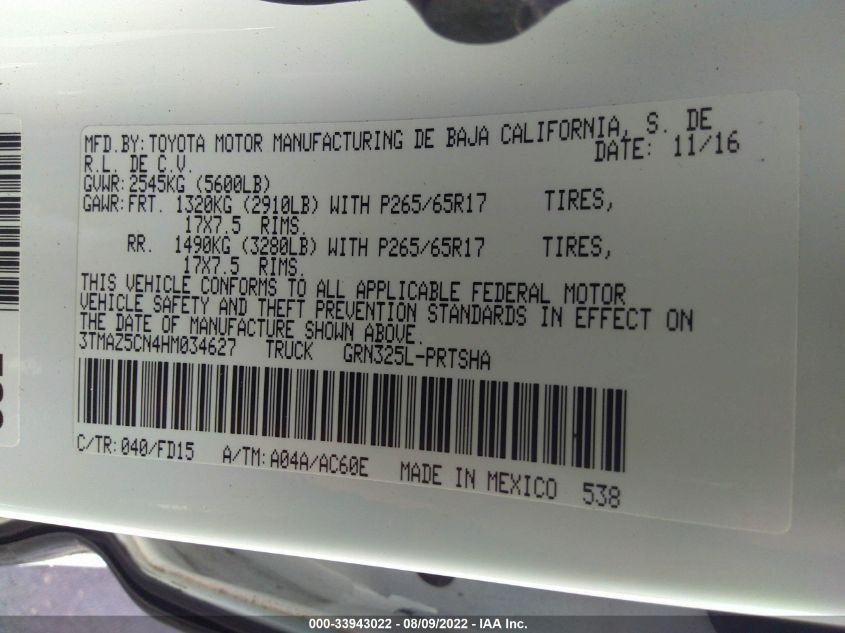 MFD.BY: TOYOTA MOTOR MANUFACTURING DE BAJA CALIFORNIA, S. DE
R.L. DE C.V. DATE: 11/16
GVWR: 2545KG (5600LB)
GAWR: FRT. 1320KG (2910LB) WITH P265/65R17 TIRES,
17X7.5 RIMS.
RR. 1490KG (3280LB) WITH P265/65R17 TIRES,
17X7.5 RIMS.
THIS VEHICLE CONFORMS TO ALL APPLICABLE FEDERAL MOTOR
VEHICLE SAFETY AND THEFT PREVENTION STANDARDS IN EFFECT ON
THE DATE OF MANUFACTURE SHOWN ABOVE.
3TMAZ5CN4HM034627 TRUCK GRN325L-PRTSHA
C/TR: 040/FD15 A/TM: A04A/AC60E MADE IN MEXICO 538
000-33943022 - 08/09/2022 - IAA Inc.